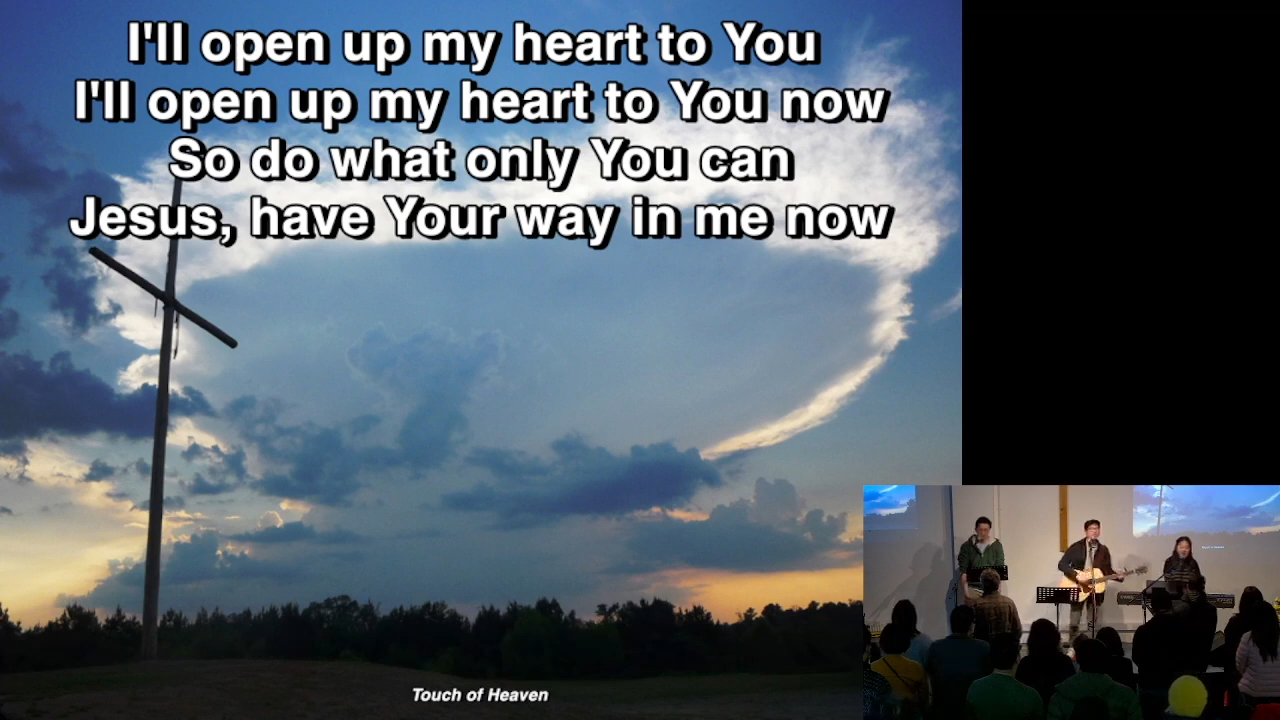 I'll open up my heart to You
I'll open up my heart to You now
So do what only You can
Jesus, have Your way in me now
Touch of Heaven